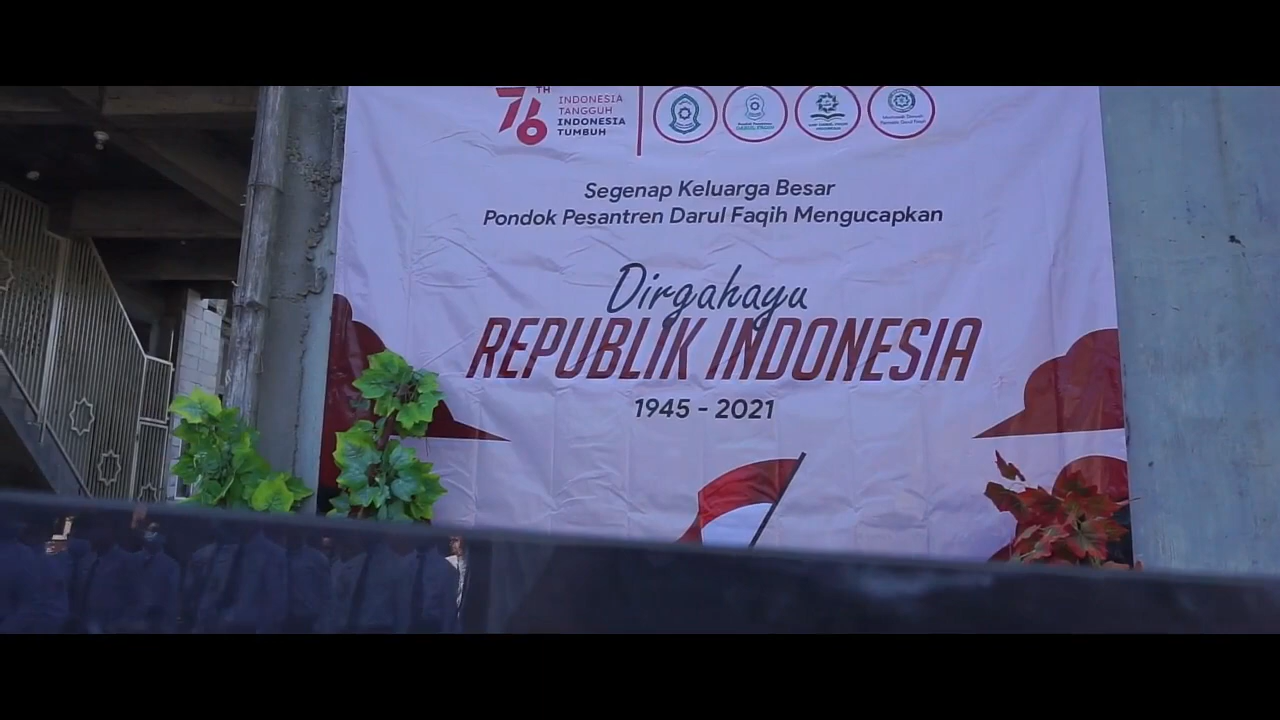 76TH
INDONESIA
TANGGUH
INDONESIA
TUMBUH
Segenap Keluarga Besar
Pondok Pesantren Darul Faqih Mengucapkan
Dirgahayu
REPUBLIK INDONESIA
1945 - 2021